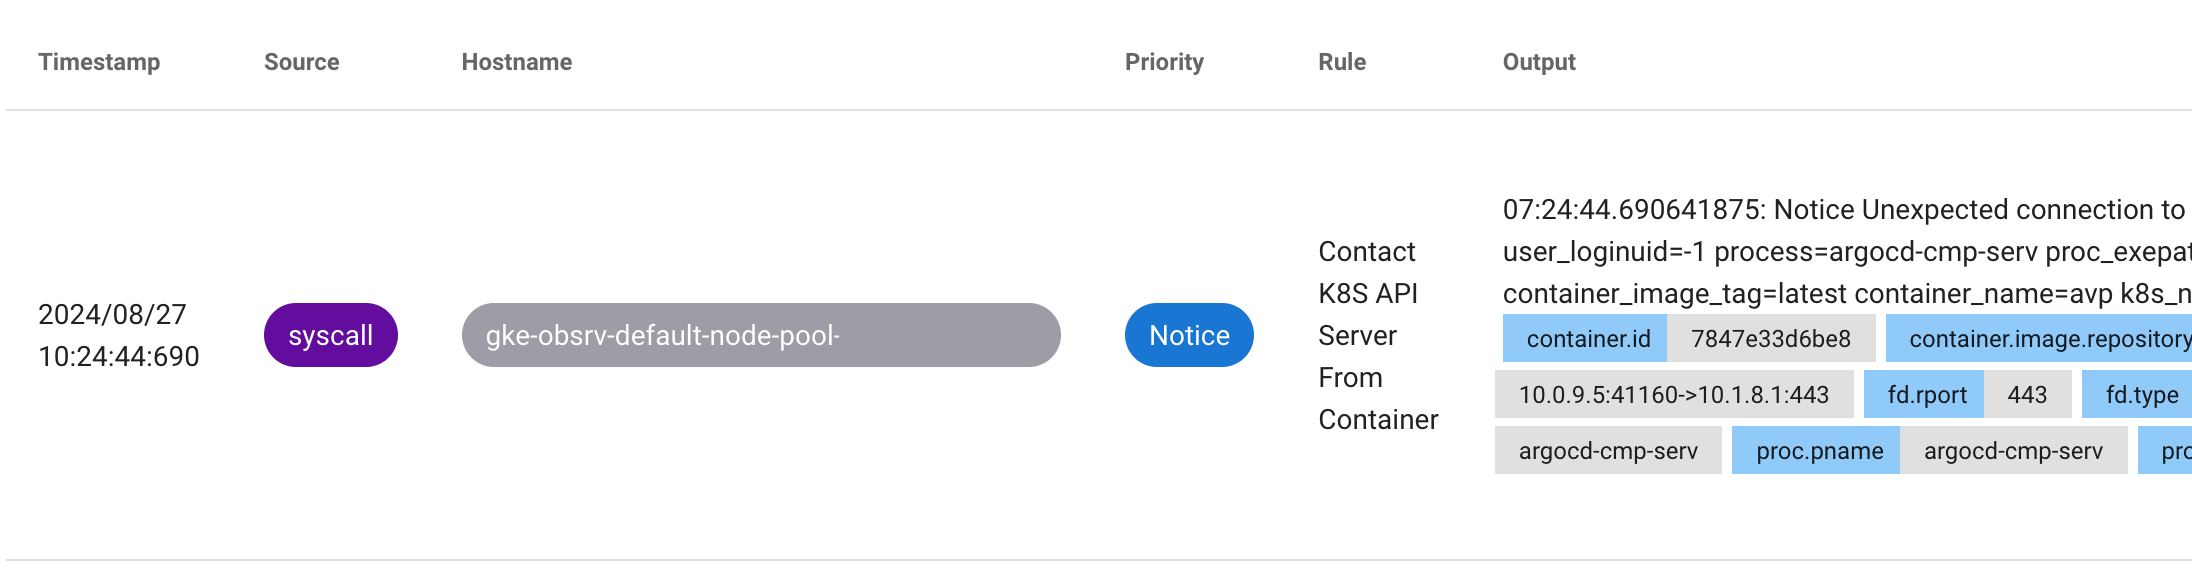 Timestamp Source Hostname Priority Rule Output
2024/08/27
10:24:44:690
syscall
gke-obsrv-default-node-pool-
Notice
Contact
K8S API
Server
From
Container
07:24:44.690641875: Notice Unexpected connection to
user_loginuid=-1 process=argocd-cmp-serv proc_exepat
container_image_tag=latest container_name=avp k8s_n
container.id 7847e33d6be8 container.image.repository
10.0.9.5:41160->10.1.8.1:443 fd.rport 443 fd.type
argocd-cmp-serv proc.pname argocd-cmp-serv pro